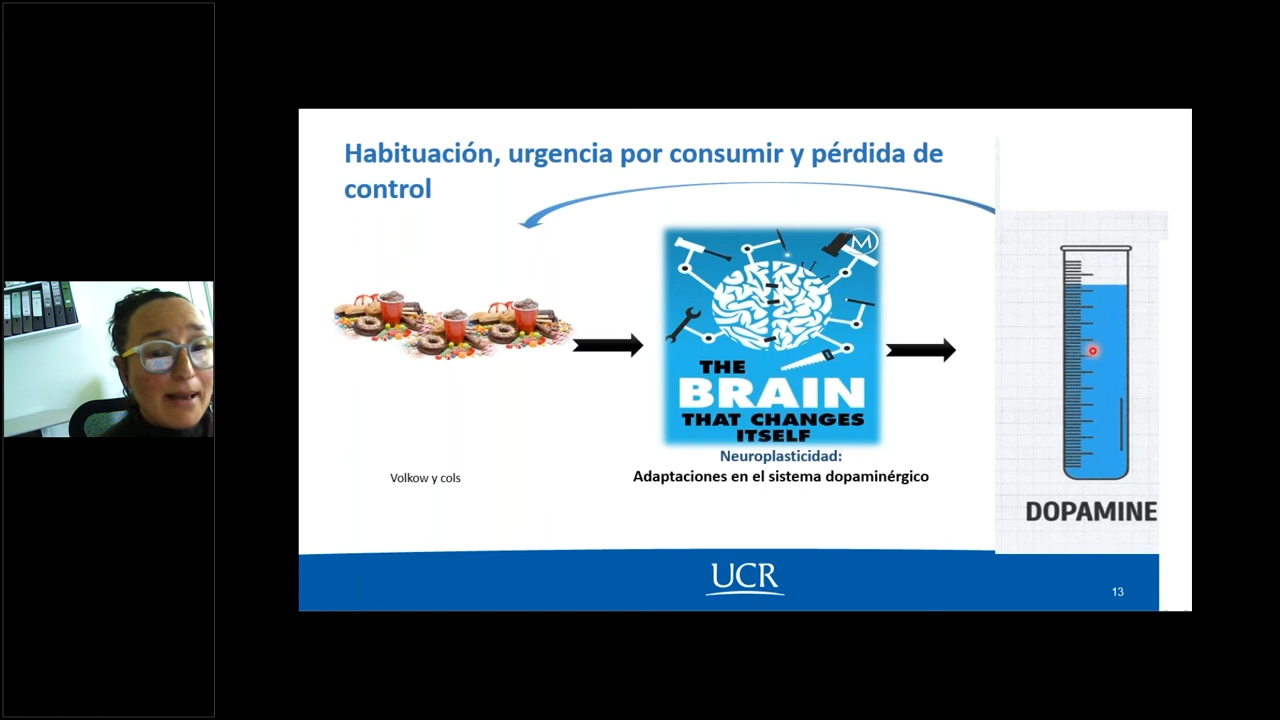 Habituación, urgencia por consumir y pérdida de
control
M
THE
BRAIN
THAT CHANGES
ITSELF
Neuroplasticidad:
Volkow y cols
Adaptaciones en el sistema dopaminérgico
DOPAMINE
UCR
13